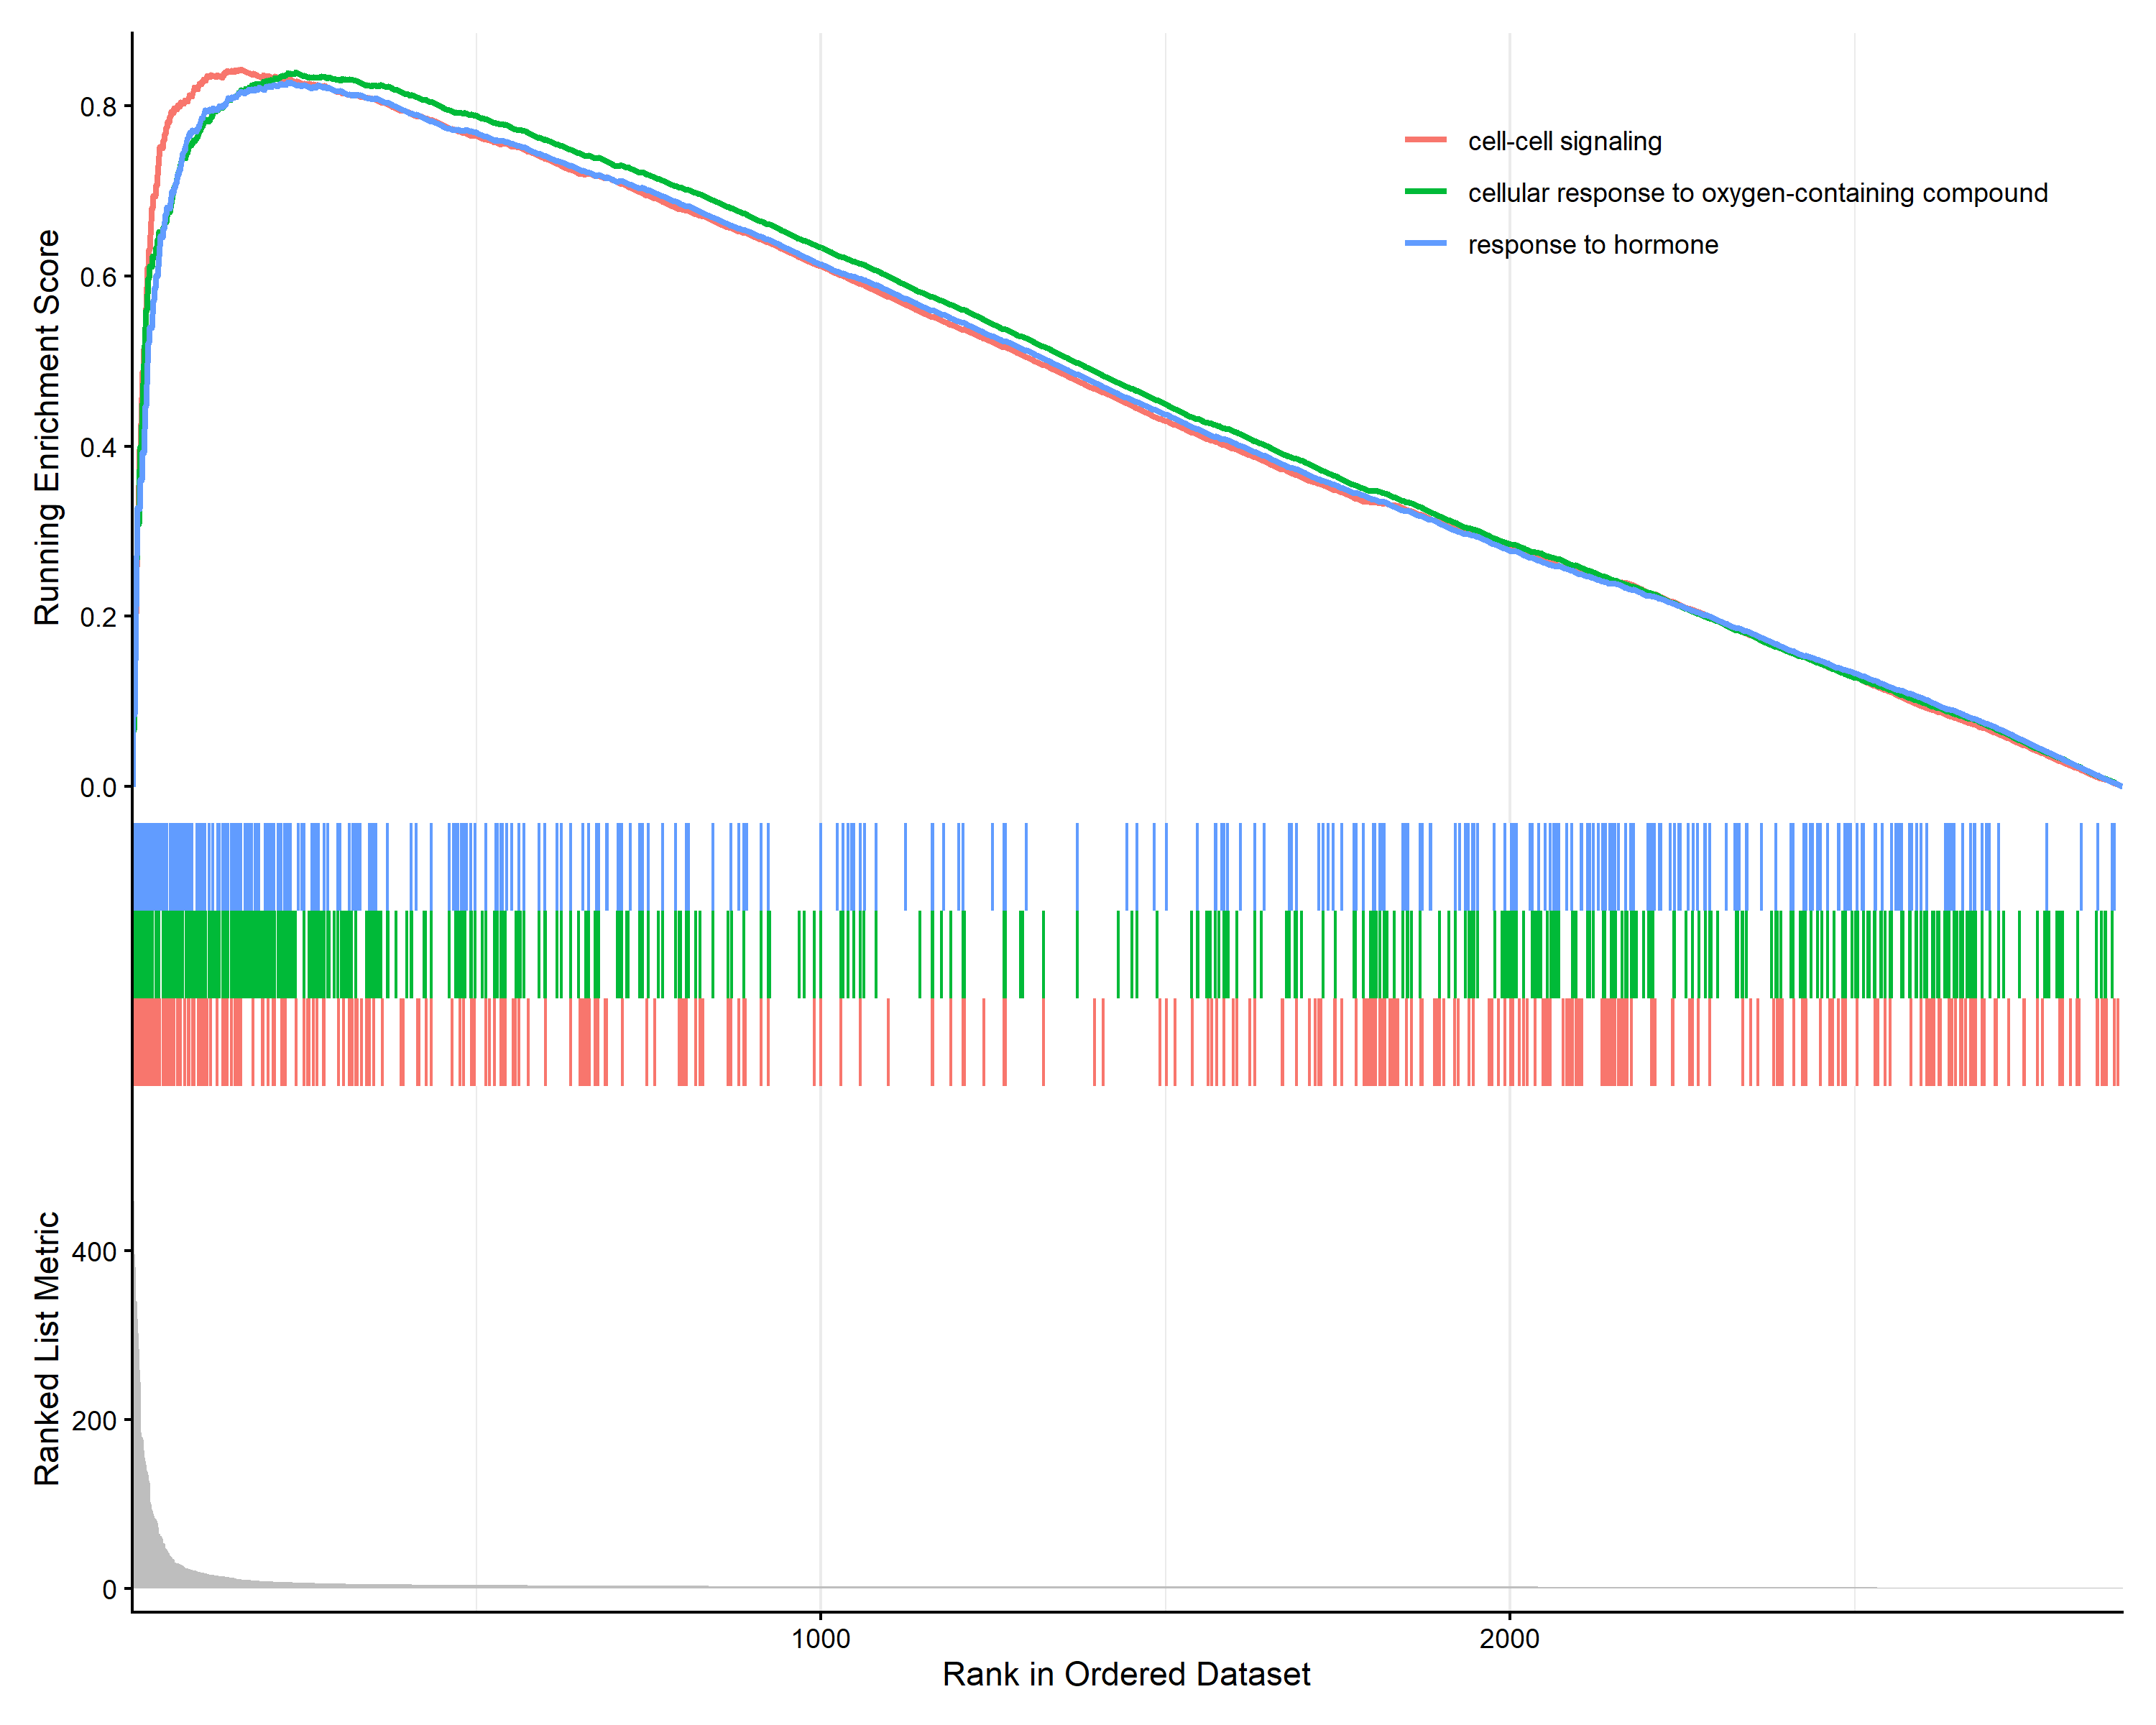 Running Enrichment Score
0.8
0.6
0.4
0.2
0.0
cell-cell signaling
cellular response to oxygen-containing compound
response to hormone
Ranked List Metric
400
200
0
1000
2000
Rank in Ordered Dataset